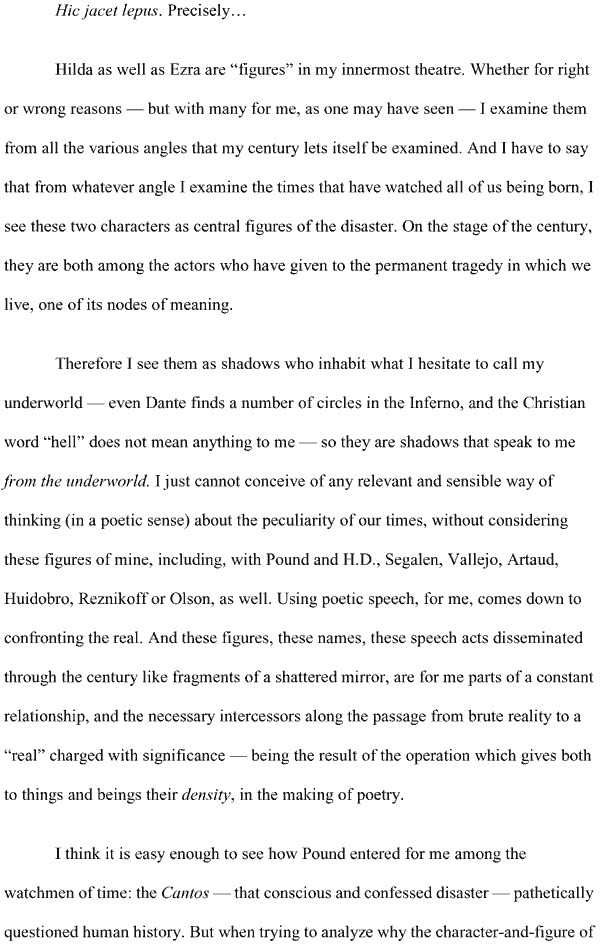 Hic jacet lepus. Precisely…
Hilda as well as Ezra are “figures” in my innermost theatre. Whether for right
or wrong reasons — but with many for me, as one may have seen — I examine them
from all the various angles that my century lets itself be examined. And I have to say
that from whatever angle I examine the times that have watched all of us being born, I
see these two characters as central figures of the disaster. On the stage of the century,
they are both among the actors who have given to the permanent tragedy in which we
live, one of its nodes of meaning.
Therefore I see them as shadows who inhabit what I hesitate to call my
underworld — even Dante finds a number of circles in the Inferno, and the Christian
word “hell” does not mean anything to me — so they are shadows that speak to me
from the underworld. I just cannot conceive of any relevant and sensible way of
thinking (in a poetic sense) about the peculiarity of our times, without considering
these figures of mine, including, with Pound and H.D., Segalen, Vallejo, Artaud,
Huidobro, Reznikoff or Olson, as well. Using poetic speech, for me, comes down to
confronting the real. And these figures, these names, these speech acts disseminated
through the century like fragments of a shattered mirror, are for me parts of a constant
relationship, and the necessary intercessors along the passage from brute reality to a
“real” charged with significance — being the result of the operation which gives both
to things and beings their density, in the making of poetry.
I think it is easy enough to see how Pound entered for me among the
watchmen of time: the Cantos — that conscious and confessed disaster — pathetically
questioned human history. But when trying to analyze why the character-and-figure of